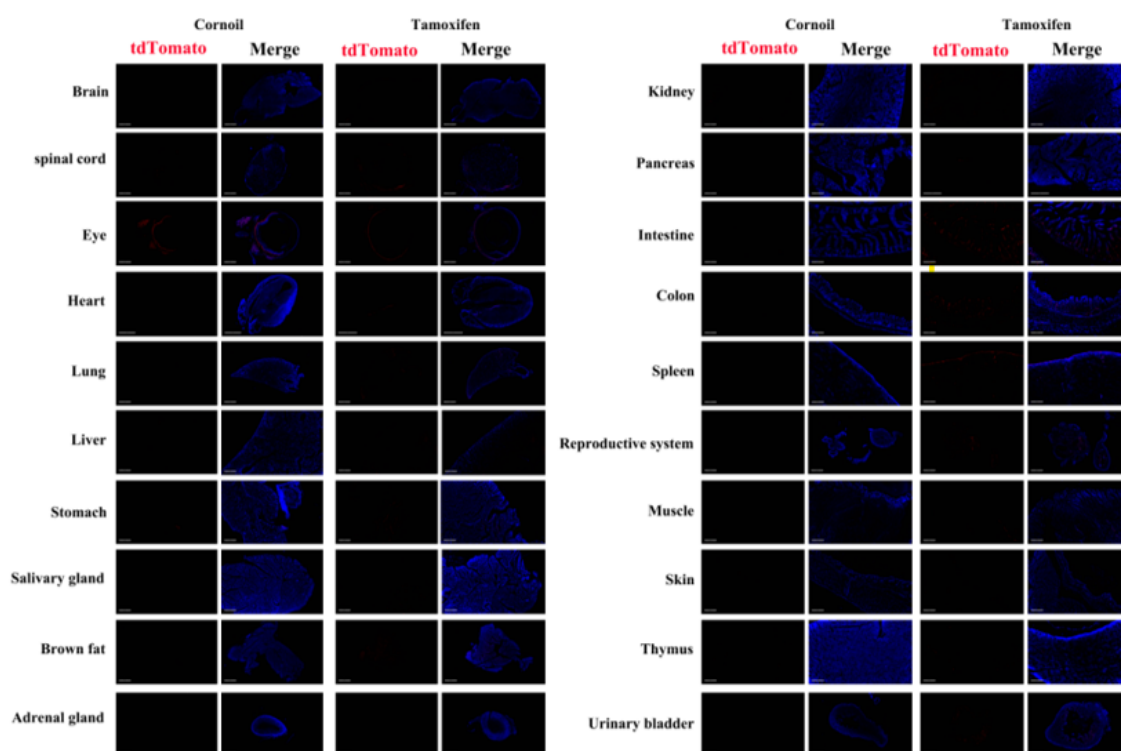 Cornoil Tamoxifen Cornoil Tamoxifen
tdTomato Merge tdTomato Merge tdTomato Merge tdTomato Merge
Brain Kidney
spinal cord Pancreas
Eye Intestine
Heart Colon
Lung Spleen
Liver Reproductive system
Stomach Muscle
Salivary gland Skin
Brown fat Thymus
Adrenal gland Urinary bladder